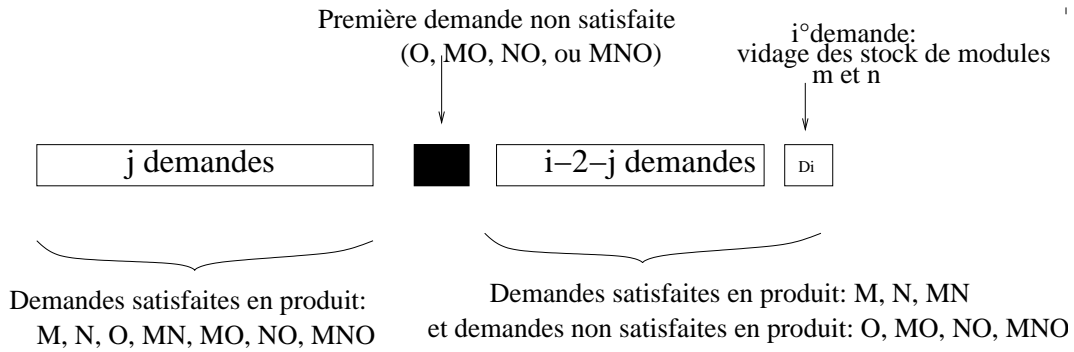 Première demande non satisfaite
(O, MO, NO, ou MNO)
i°demande:
vidage des stock de modules
m et n
j demandes
i−2−j demandes
Di
Demandes satisfaites en produit:
M, N, O, MN, MO, NO, MNO
Demandes satisfaites en produit: M, N, MN
et demandes non satisfaites en produit: O, MO, NO, MNO